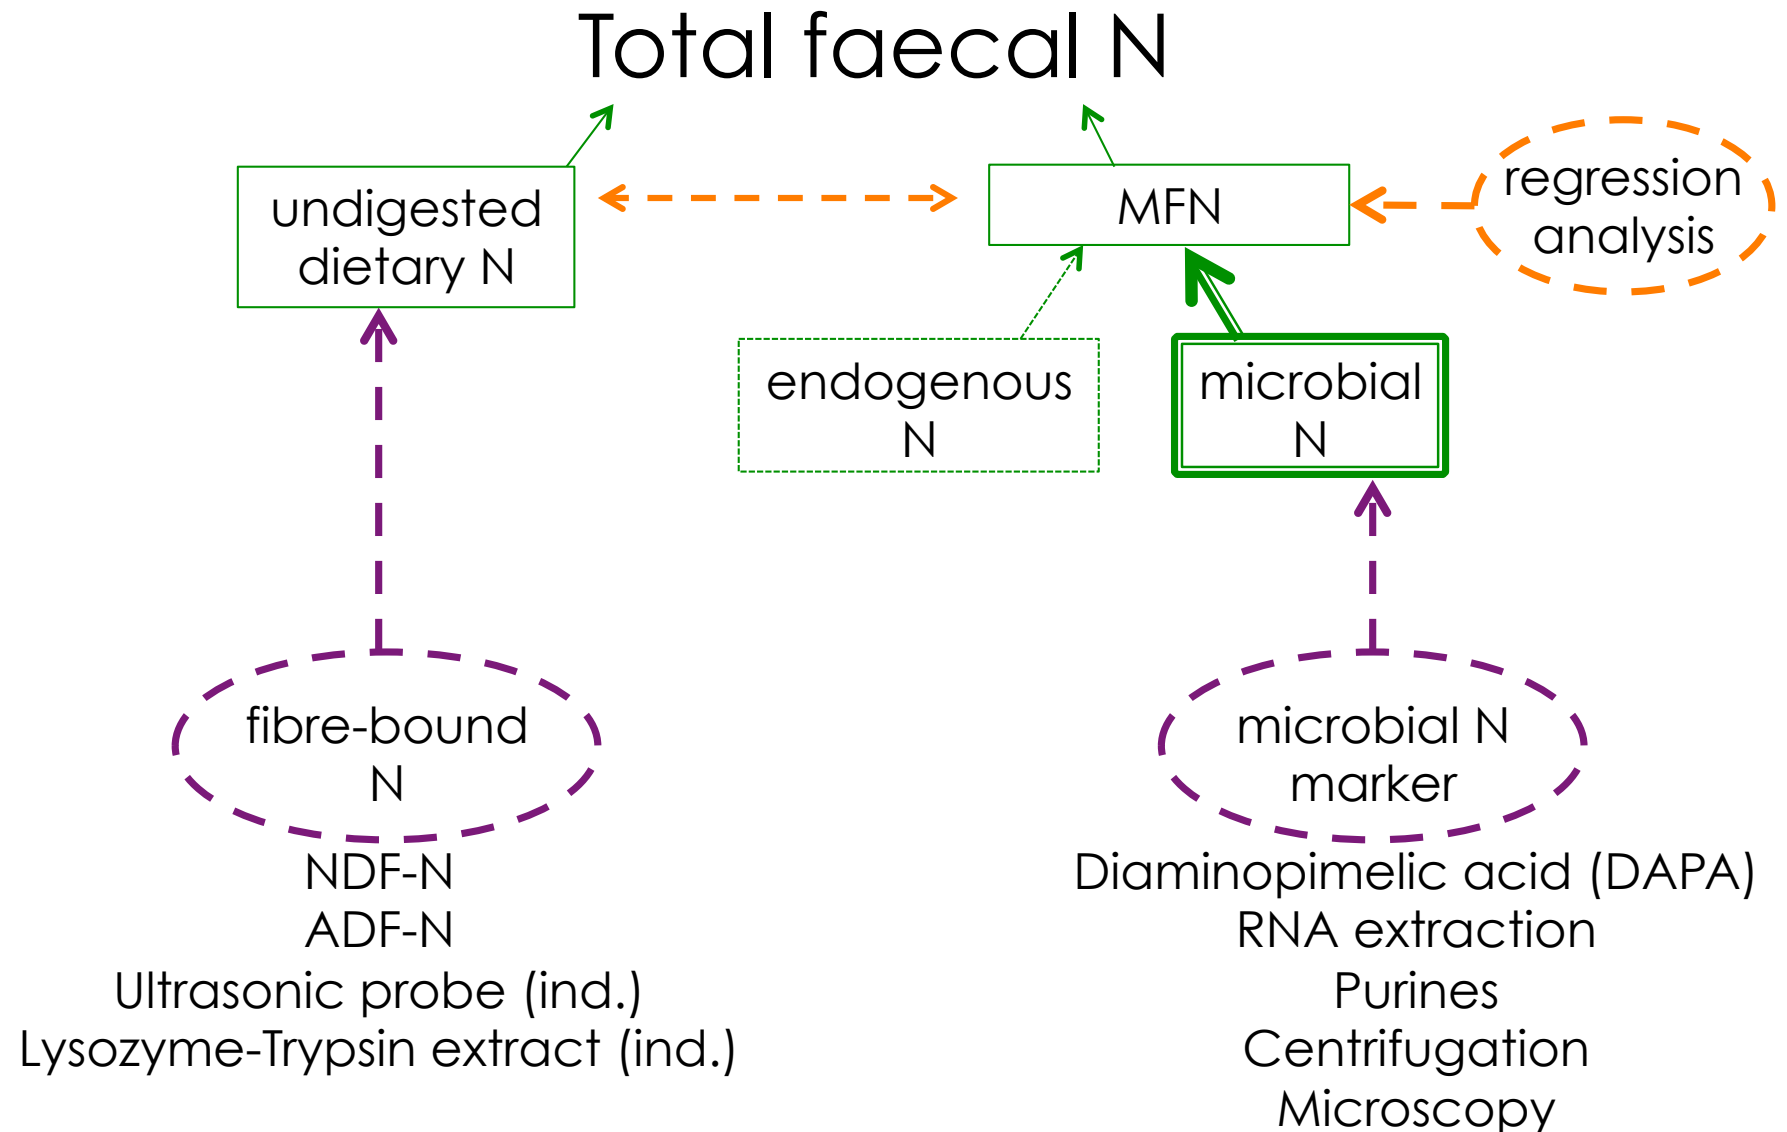 Total faecal N
undigested
dietary N
MFN
regression
analysis
endogenous
N
microbial
N
fibre-bound
N
NDF-N
ADF-N
Ultrasonic probe (ind.)
Lysozyme-Trypsin extract (ind.)
microbial N
marker
Diaminopimelic acid (DAPA)
RNA extraction
Purines
Centrifugation
Microscopy